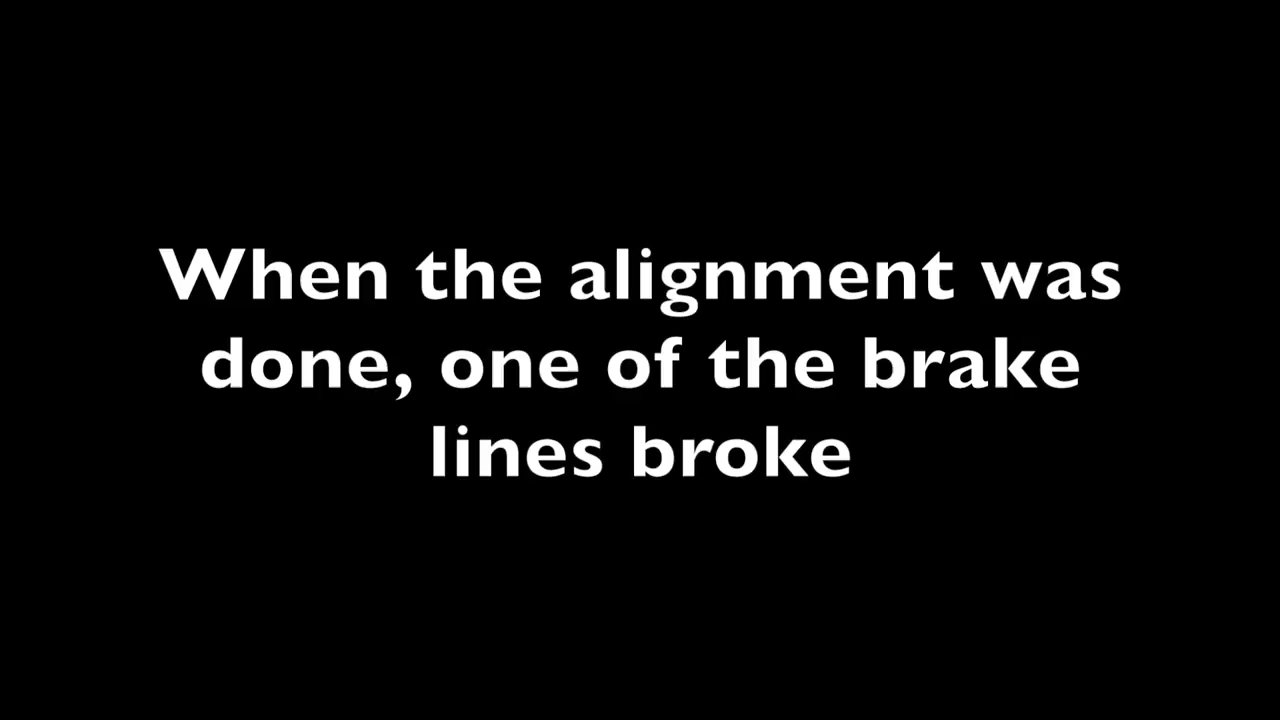 When the alignment was
done, one of the brake
lines broke